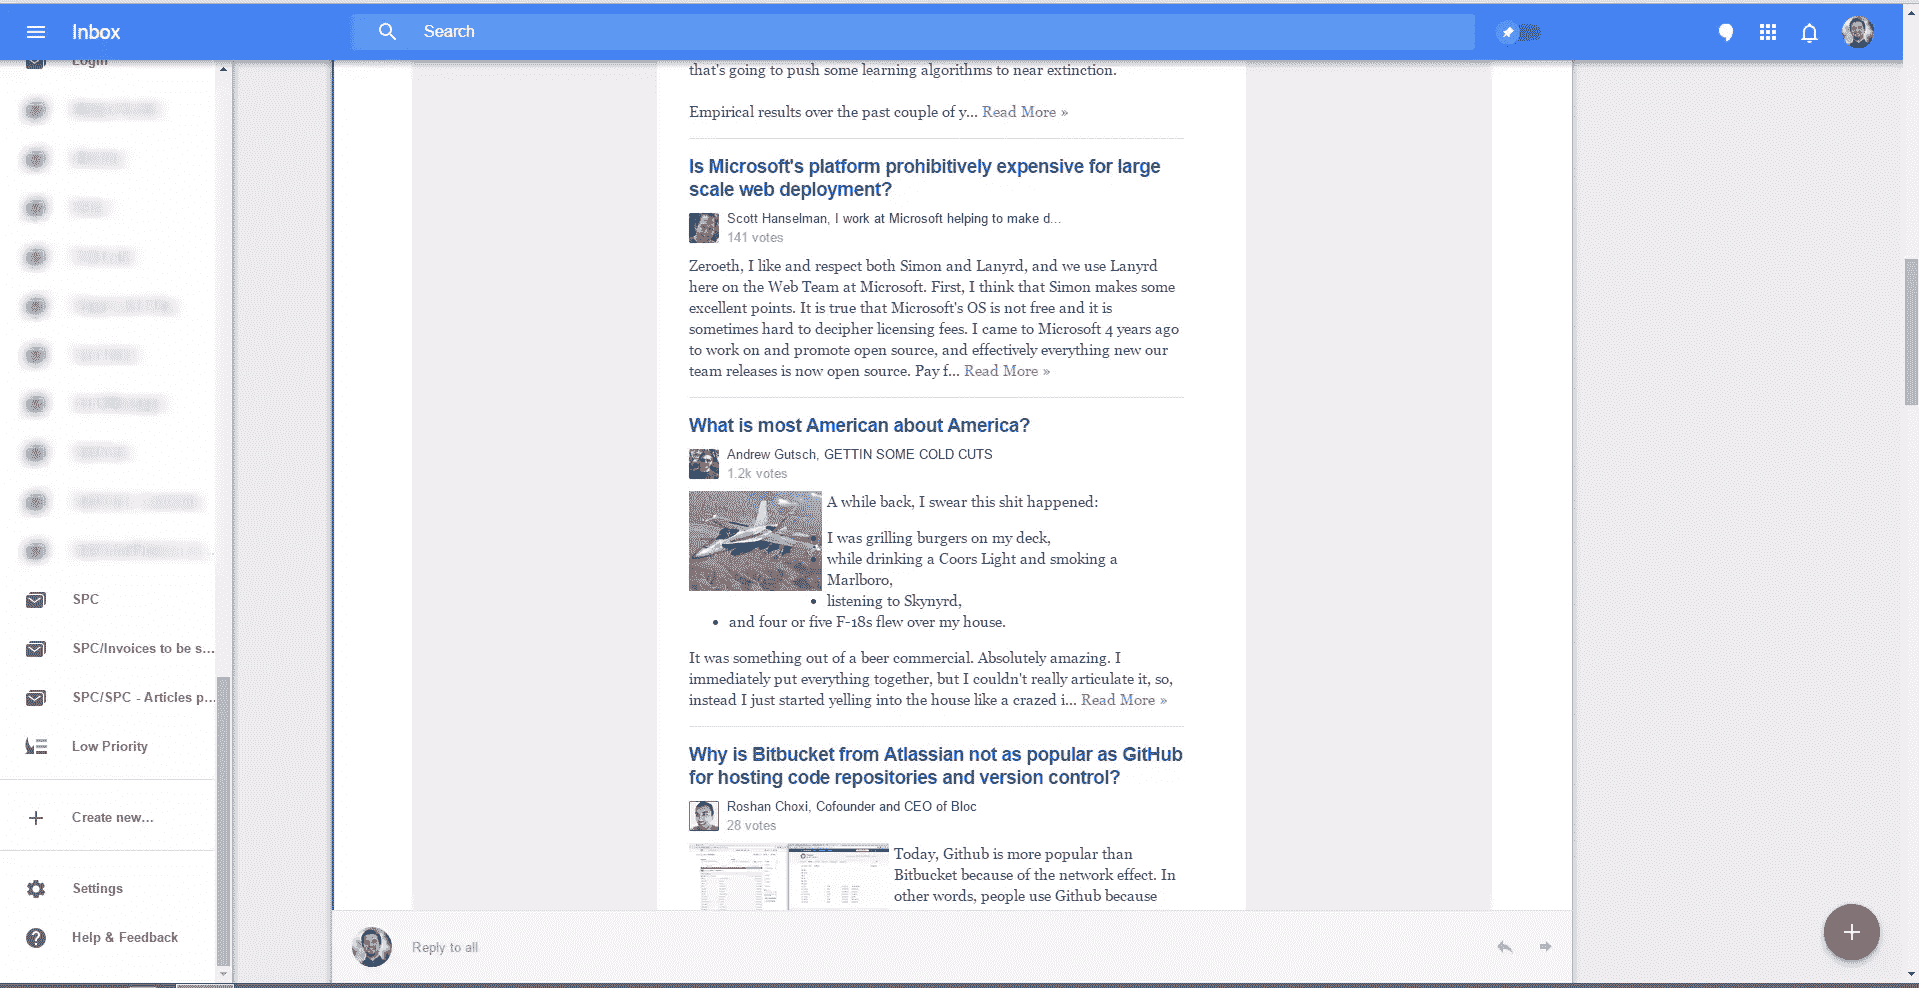 Inbox
Search
Login
SPC
SPC/Invoices to be s...
SPC/SPC - Articles p...
Low Priority
Create new...
Settings
Help & Feedback
that's going to push some learning algorithms to near extinction.
Empirical results over the past couple of y... Read More »
Is Microsoft's platform prohibitively expensive for large
scale web deployment?
Scott Hanselman, I work at Microsoft helping to make d...
141 votes
Zeroeth, I like and respect both Simon and Lanyrd, and we use Lanyrd
here on the Web Team at Microsoft. First, I think that Simon makes some
excellent points. It is true that Microsoft's OS is not free and it is
sometimes hard to decipher licensing fees. I came to Microsoft 4 years ago
to work on and promote open source, and effectively everything new our
team releases is now open source. Pay f... Read More »
What is most American about America?
Andrew Gutsch, GETTIN SOME COLD CUTS
1.2k votes
A while back, I swear this shit happened:
I was grilling burgers on my deck,
while drinking a Coors Light and smoking a
Marlboro,
• listening to Skynyrd,
• and four or five F-18s flew over my house.
It was something out of a beer commercial. Absolutely amazing. I
immediately put everything together, but I couldn't really articulate it, so,
instead I just started yelling into the house like a crazed i... Read More »
Why is Bitbucket from Atlassian not as popular as GitHub
for hosting code repositories and version control?
Roshan Choxi, Cofounder and CEO of Bloc
28 votes
Today, Github is more popular than
Bitbucket because of the network effect. In
other words, people use Github because
Reply to all